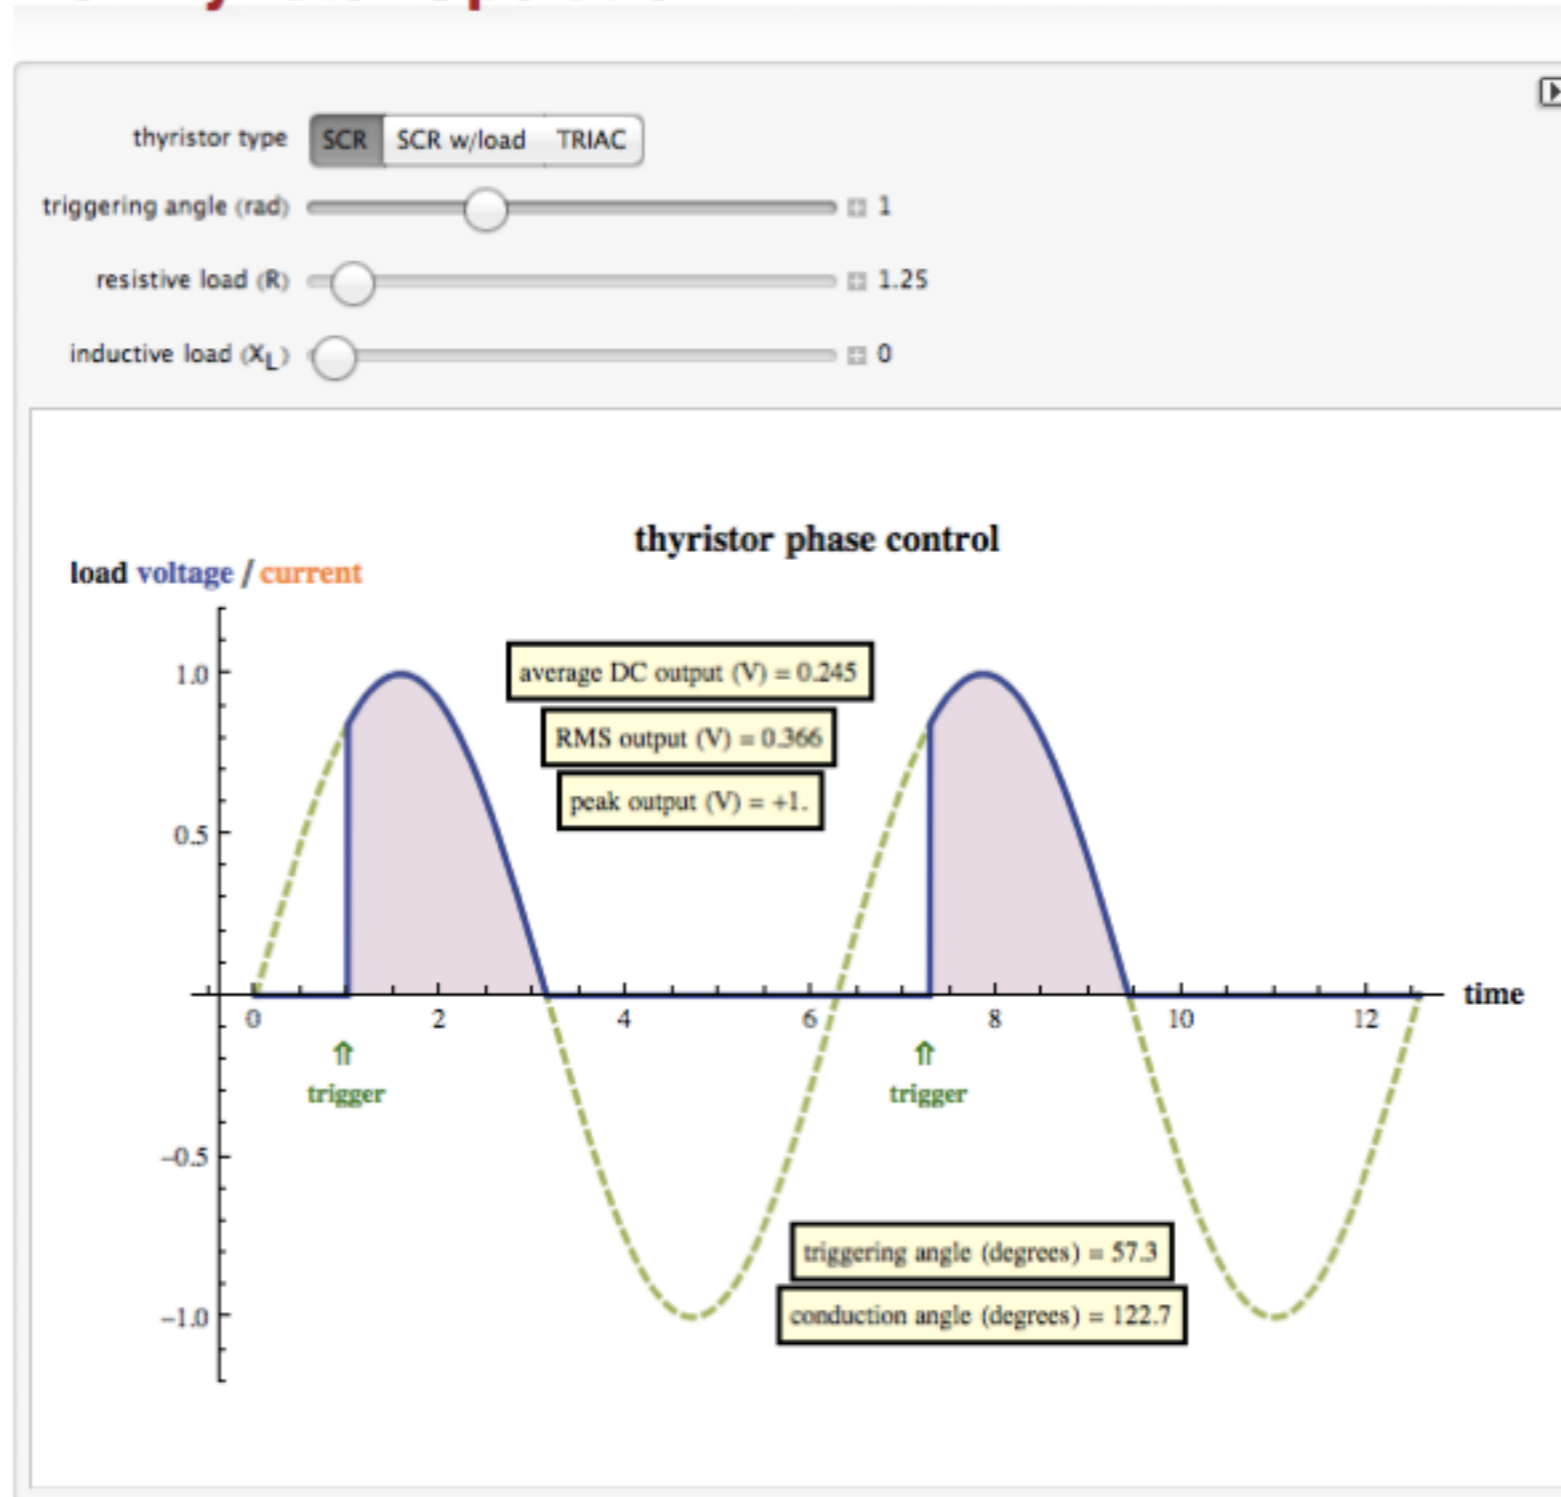 thyristor type SCR SCR w/load TRIAC
triggering angle (rad) 1
resistive load (R) 1.25
inductive load (XL) 0
thyristor phase control
load voltage / current
average DC output (V) = 0.245
RMS output (V) = 0.366
peak output (V) = +1.
1.0
0.5
0 2 4 6 8 10 12 time
trigger trigger
−0.5
triggering angle (degrees) = 57.3
conduction angle (degrees) = 122.7
−1.0